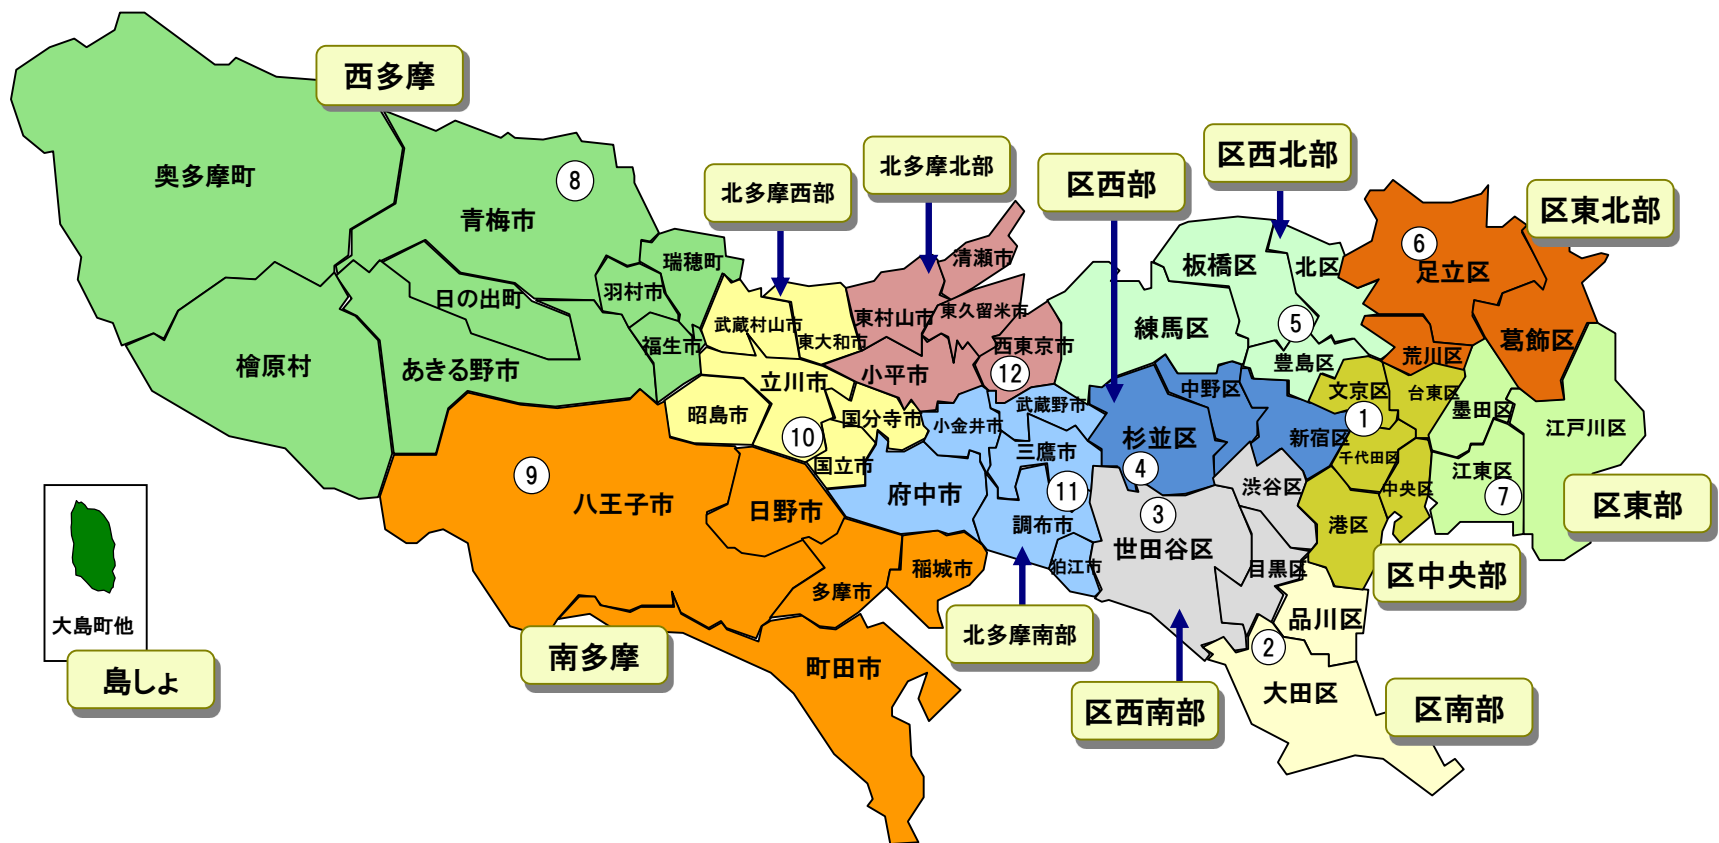 西多摩
奥多摩町
⑧
青梅市
瑞穂町
羽村市
日の出町
福生市
檜原村
あきる野市
北多摩西部
北多摩北部
区西部
区西北部
区東北部
清瀬市
東久留米市
東村山市
西東京市
⑫
小平市
武蔵村山市
東大和市
立川市
昭島市
⑩
国分寺市
国立市
板橋区
北区
練馬区
⑤
豊島区
⑥
足立区
葛飾区
荒川区
文京区
台東区
①
千代田区
中央区
港区
墨田区
江東区
⑦
江戸川区
区東部
区中央部
中野区
杉並区
新宿区
④
武蔵野市
小金井市
三鷹市
府中市
⑪
調布市
狛江市
北多摩南部
渋谷区
③
世田谷区
目黒区
区西南部
品川区
②
大田区
区南部
⑨
八王子市
日野市
多摩市
稲城市
町田市
南多摩
大島町他
島しょ